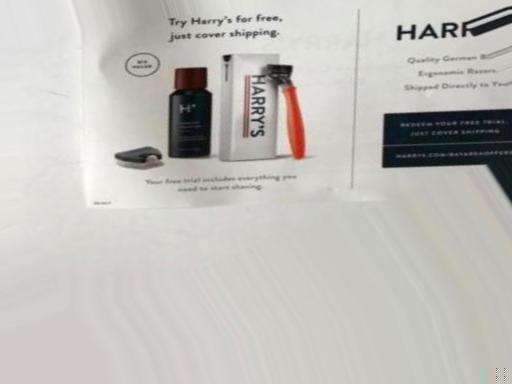 Try Harry's for free,
just cover shipping.
H'
HARRY'S
Your free trial includes everything you
need to start shaving.
Quality German
Ergonomic Razors.
Shipped Directly to You
REDEEM YOUR FREE TRIAL,
JUST COVER SHIPPING